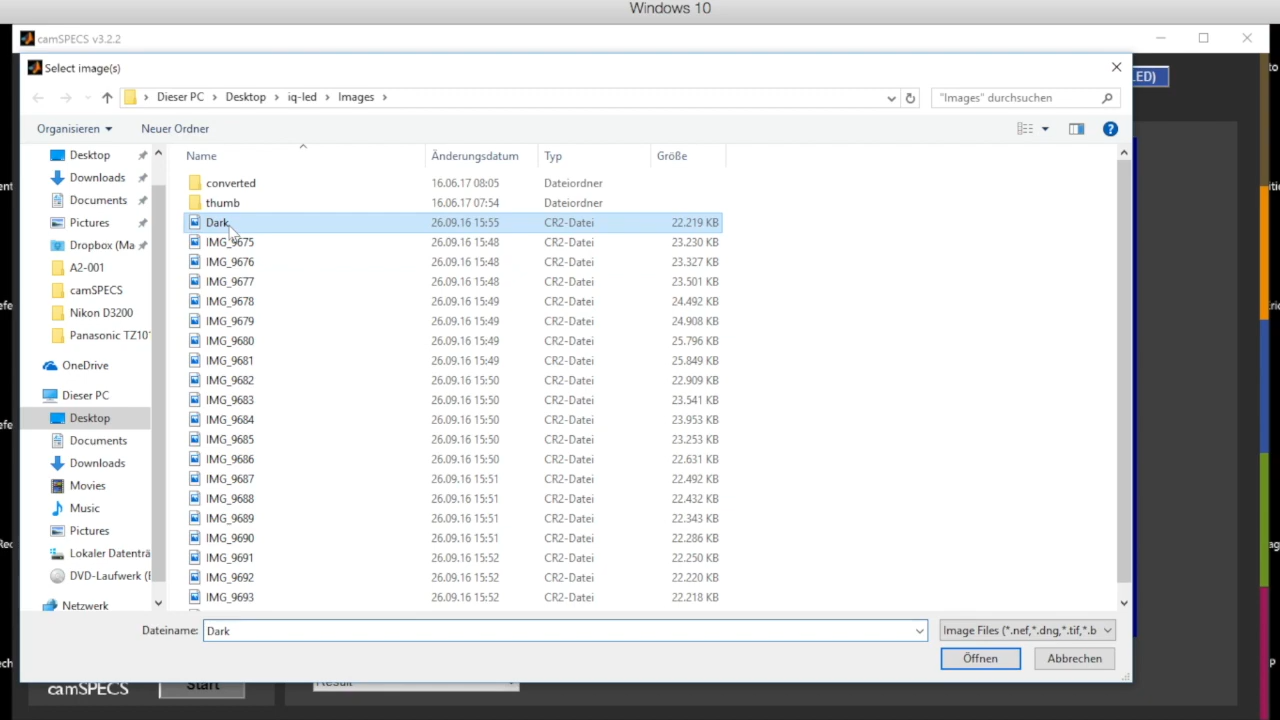 Windows 10
camSPECS v3.2.2
Select image(s)
Dieser PC > Desktop > iq-led > Images >
"Images" durchsuchen
Organisieren
Neuer Ordner
Name Änderungsdatum Typ Größe
Desktop
Downloads
Documents
Pictures
Dropbox (Ma
A2-001
camSPECS
Nikon D3200
Panasonic TZ101
OneDrive
Dieser PC
Desktop
Documents
Downloads
Movies
Music
Pictures
Lokaler Datenträ
DVD-Laufwerk (
Netzwerk
converted 16.06.17 08:05 Dateiordner
thumb 16.06.17 07:54 Dateiordner
Dark 26.09.16 15:55 CR2-Datei 22.219 KB
IMG_9675 26.09.16 15:48 CR2-Datei 23.230 KB
IMG_9676 26.09.16 15:48 CR2-Datei 23.327 KB
IMG_9677 26.09.16 15:48 CR2-Datei 23.501 KB
IMG_9678 26.09.16 15:49 CR2-Datei 24.492 KB
IMG_9679 26.09.16 15:49 CR2-Datei 24.908 KB
IMG_9680 26.09.16 15:49 CR2-Datei 25.796 KB
IMG_9681 26.09.16 15:49 CR2-Datei 25.849 KB
IMG_9682 26.09.16 15:50 CR2-Datei 22.909 KB
IMG_9683 26.09.16 15:50 CR2-Datei 23.541 KB
IMG_9684 26.09.16 15:50 CR2-Datei 23.953 KB
IMG_9685 26.09.16 15:50 CR2-Datei 23.253 KB
IMG_9686 26.09.16 15:50 CR2-Datei 22.631 KB
IMG_9687 26.09.16 15:51 CR2-Datei 22.492 KB
IMG_9688 26.09.16 15:51 CR2-Datei 22.432 KB
IMG_9689 26.09.16 15:51 CR2-Datei 22.343 KB
IMG_9690 26.09.16 15:51 CR2-Datei 22.286 KB
IMG_9691 26.09.16 15:52 CR2-Datei 22.250 KB
IMG_9692 26.09.16 15:52 CR2-Datei 22.220 KB
IMG_9693 26.09.16 15:52 CR2-Datei 22.218 KB
Dateiname: Dark
Image Files (*.nef,*.dng,*.tif,*.b
Öffnen
Abbrechen
camSPECS
Start
Result
ED)